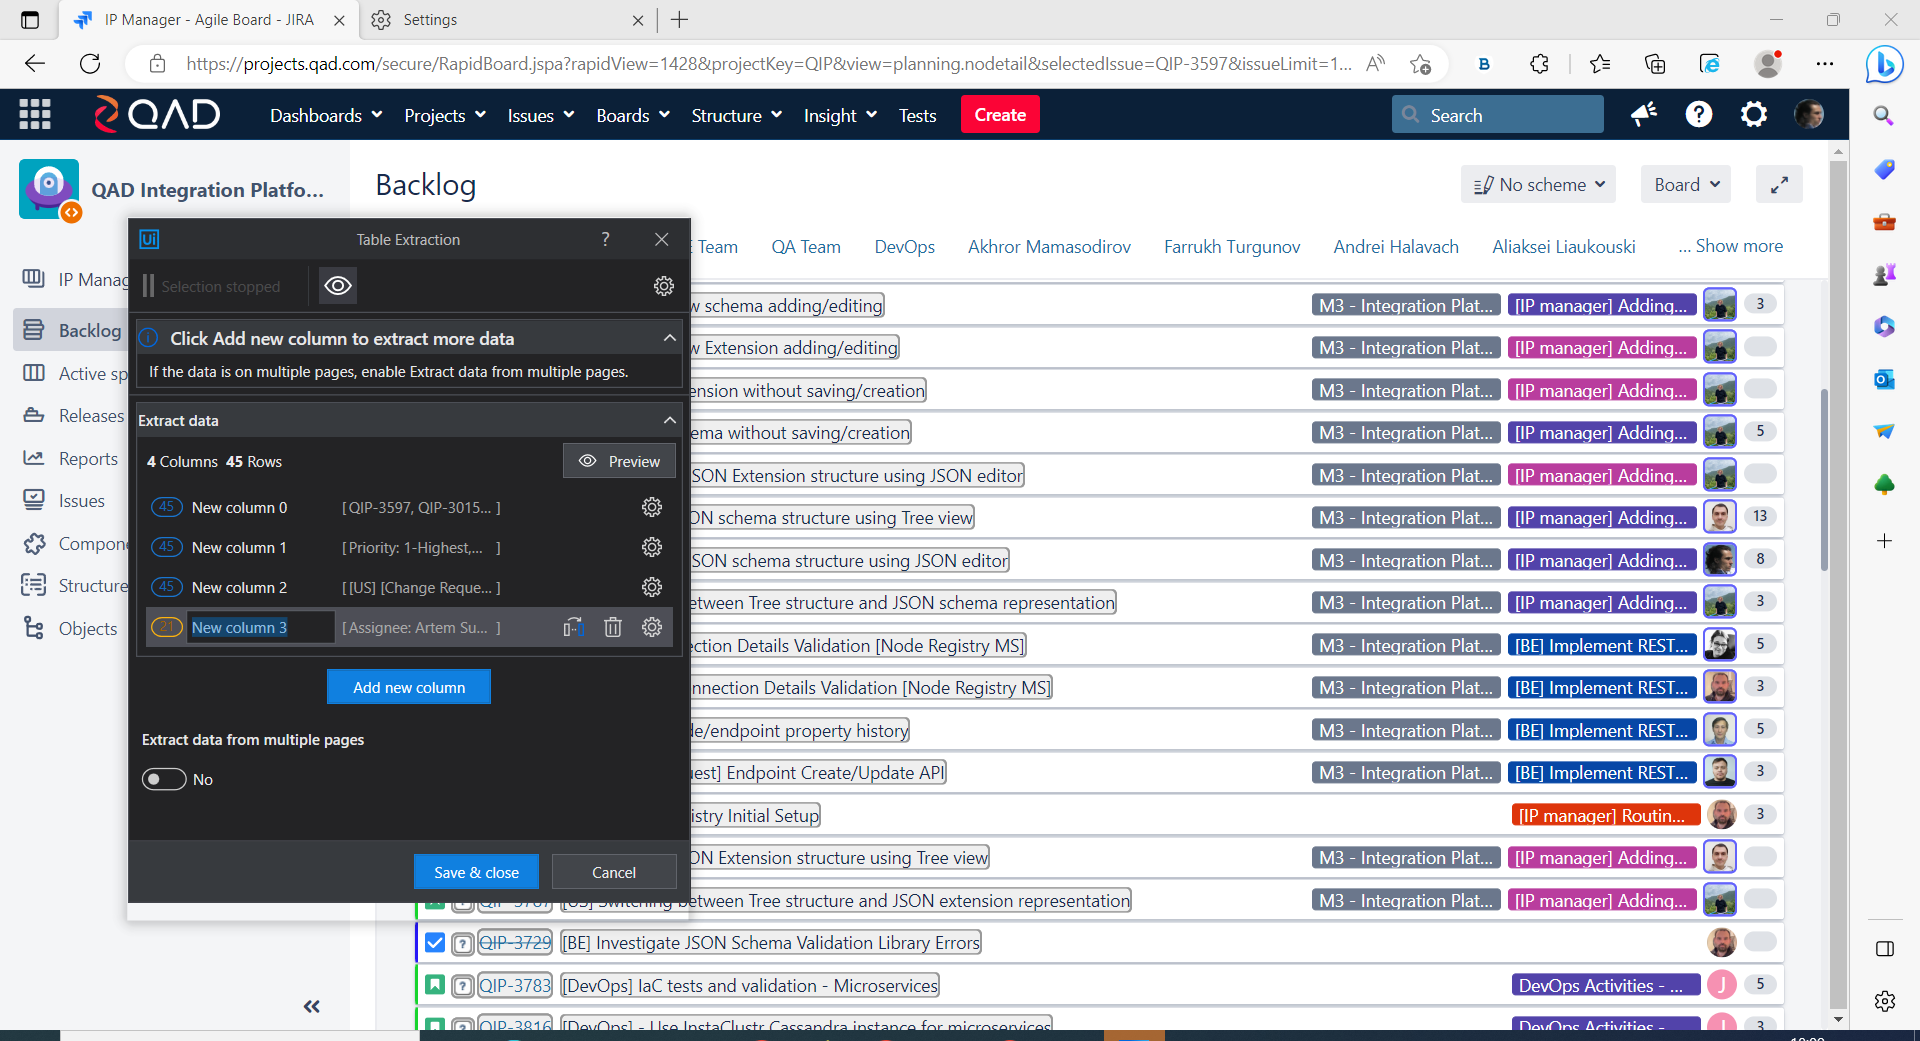 IP Manager - Agile Board - JIRA
Settings
https://projects.qad.com/secure/RapidBoard.jspa?rapidView=1428&projectKey=QIP&view=planning.nodetail&selectedIssue=QIP-3597&issueLimit=1...
QAD
Dashboards
Projects
Issues
Boards
Structure
Insight
Tests
Create
Search
QAD Integration Platfo...
IP Manag
Backlog
Active sp
Releases
Reports
Issues
Compone
Structure
Objects
Backlog
No scheme
Board
Team
QA Team
DevOps
Akhror Mamasodirov
Farrukh Turgunov
Andrei Halavach
Aliaksei Liaukouski
... Show more
Ui
Table Extraction
?
Selection stopped
Click Add new column to extract more data
If the data is on multiple pages, enable Extract data from multiple pages.
Extract data
4 Columns 45 Rows
Preview
45 New column 0 [ QIP-3597, QIP-3015... ]
45 New column 1 [ Priority: 1-Highest,... ]
45 New column 2 [ [US] [Change Reque... ]
21 New column 3 [ Assignee: Artem Su... ]
Add new column
Extract data from multiple pages
No
Save & close
Cancel
w schema adding/editing M3 - Integration Plat... [IP manager] Adding... 3
w Extension adding/editing M3 - Integration Plat... [IP manager] Adding...
ension without saving/creation M3 - Integration Plat... [IP manager] Adding...
ema without saving/creation M3 - Integration Plat... [IP manager] Adding... 5
SON Extension structure using JSON editor M3 - Integration Plat... [IP manager] Adding...
ON schema structure using Tree view M3 - Integration Plat... [IP manager] Adding... 13
SON schema structure using JSON editor M3 - Integration Plat... [IP manager] Adding... 8
etween Tree structure and JSON schema representation M3 - Integration Plat... [IP manager] Adding... 3
ction Details Validation [Node Registry MS] M3 - Integration Plat... [BE] Implement REST... 5
nnection Details Validation [Node Registry MS] M3 - Integration Plat... [BE] Implement REST... 3
de/endpoint property history M3 - Integration Plat... [BE] Implement REST... 5
uest] Endpoint Create/Update API M3 - Integration Plat... [BE] Implement REST... 3
istry Initial Setup [IP manager] Routin... 3
ON Extension structure using Tree view M3 - Integration Plat... [IP manager] Adding...
QIP-3787 [US] Switching between Tree structure and JSON extension representation M3 - Integration Plat... [IP manager] Adding...
? QIP-3729 [BE] Investigate JSON Schema Validation Library Errors
? QIP-3783 [DevOps] IaC tests and validation - Microservices DevOps Activities - ... J 5
? QIP-3816 [DevOps] - Use InstaClustr Cassandra instance for microservices DevOps Activities - J 3